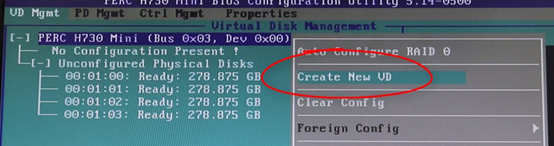 PERC H730 Mini BIOS Configuration Utility 5.14-0500
VD Mgmt PD Mgmt Ctrl Mgmt Properties
Virtual Disk Management
[-] PERC H730 Mini (Bus 0x03, Dev 0x00)
No Configuration Present !
[-] Unconfigured Physical Disks
00:01:00: Ready: 278.875 GB
00:01:01: Ready: 278.875 GB
00:01:02: Ready: 278.875 GB
00:01:03: Ready: 278.875 GB
Auto Configure RAID 0
Create New VD
Clear Config
Foreign Config